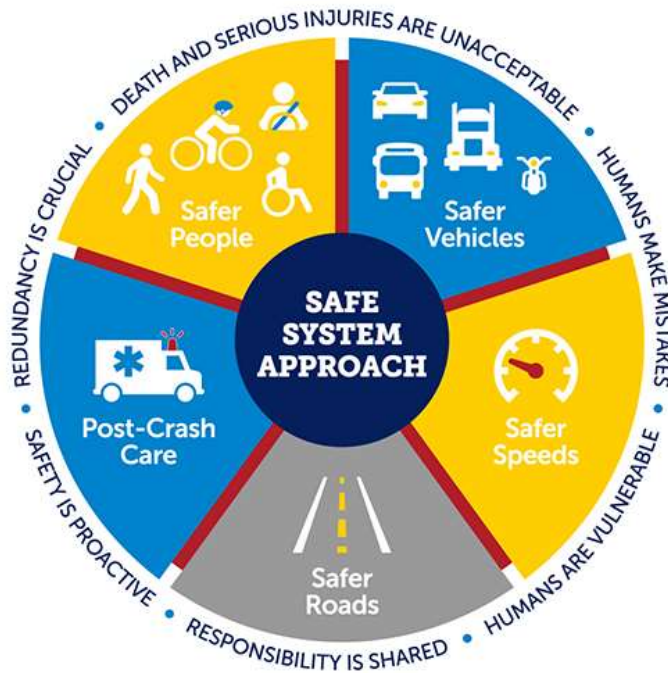 DEATH AND SERIOUS INJURIES ARE UNACCEPTABLE
HUMANS MAKE MISTAKES
HUMANS ARE VULNERABLE
RESPONSIBILITY IS SHARED
SAFETY IS PROACTIVE
REDUNDANCY IS CRUCIAL
Safer
People
Safer
Vehicles
SAFE
SYSTEM
APPROACH
Post-Crash
Care
Safer
Speeds
Safer
Roads